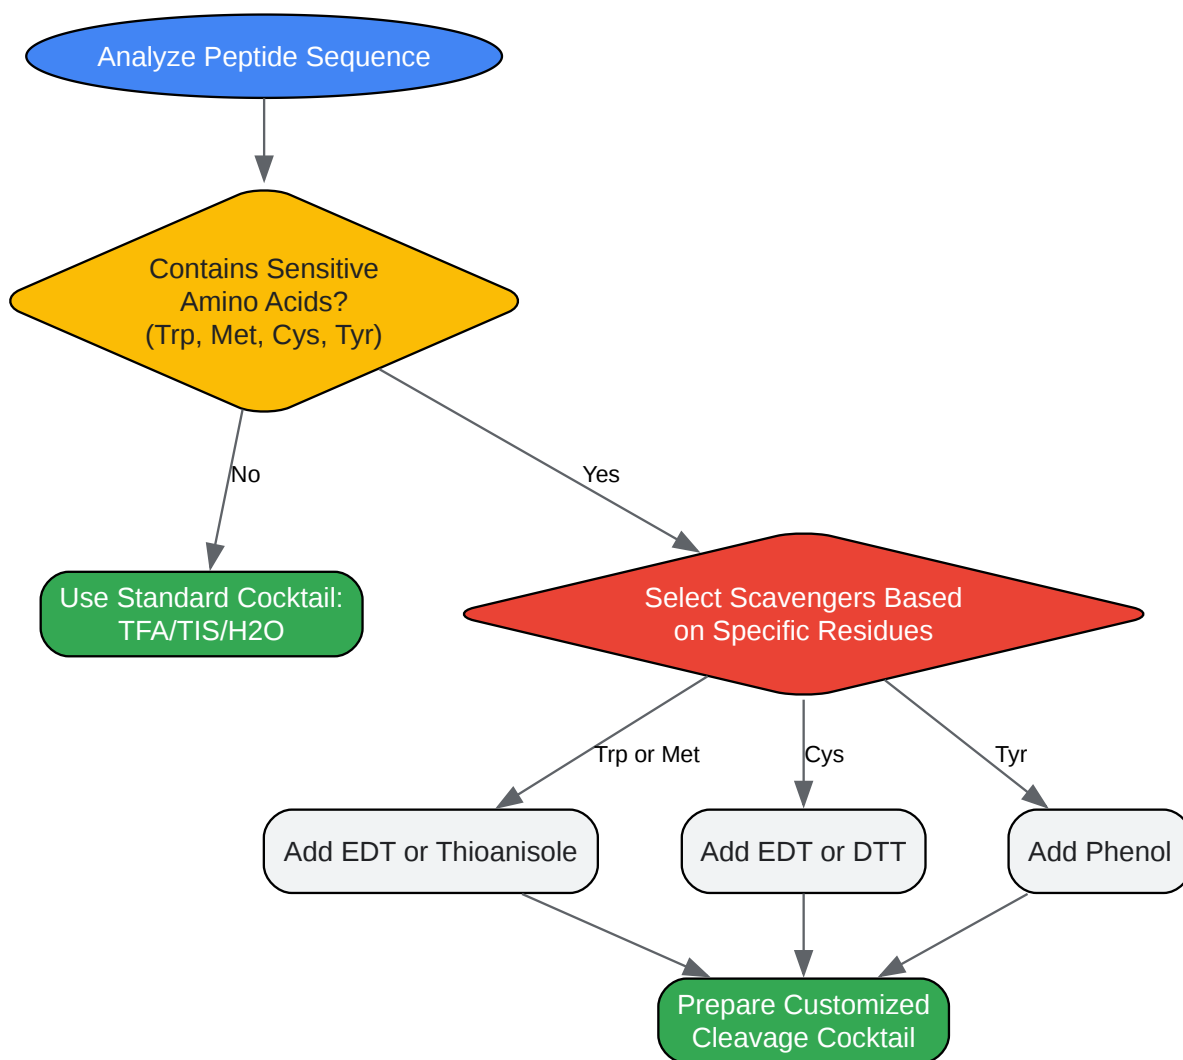 Analyze Peptide Sequence
Contains Sensitive
Amino Acids?
(Trp, Met, Cys, Tyr)
No
Yes
Use Standard Cocktail:
TFA/TIS/H2O
Select Scavengers Based
on Specific Residues
Trp or Met
Cys
Tyr
Add EDT or Thioanisole
Add EDT or DTT
Add Phenol
Prepare Customized
Cleavage Cocktail